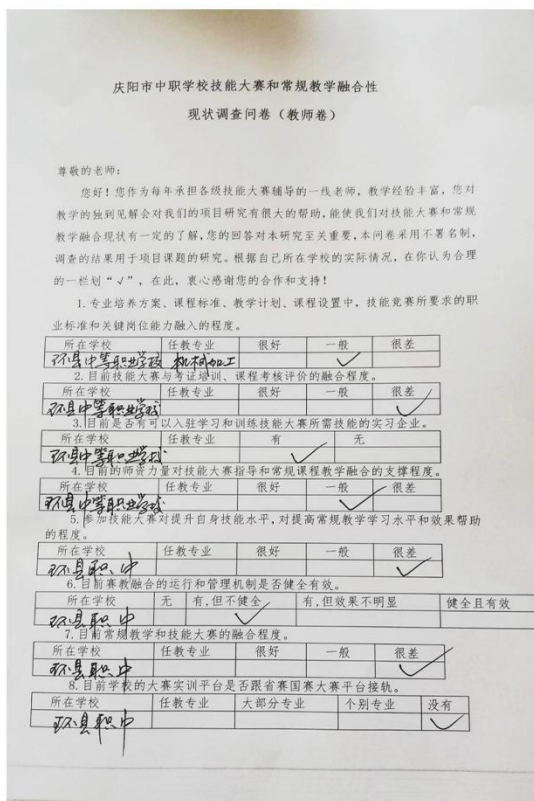 庆阳市中职学校技能大赛和常规教学融合性
现状调查问卷（教师卷）
尊敬的老师：
您好！您作为每年承担各级技能大赛辅导的一线老师，教学经验丰富，您对
教学的独到见解会对我们的项目研究有很大的帮助，能使我们对技能大赛和常规
教学融合现状有一定的了解，您的回答对本研究至关重要，本问卷采用不署名制，
调查的结果用于项目课题的研究。根据自己所在学校的实际情况，在你认为合理
的一栏划“√”，在此，衷心感谢您的合作和支持！
1.专业培养方案、课程标准、教学计划、课程设置中，技能竞赛所要求的职
业标准和关键岗位能力融入的程度。
所在学校 任教专业 很好 一般 很差
环县中等职业学校 机械加工 ✓
2.目前技能大赛与考证培训、课程考核评价的融合程度。
所在学校 任教专业 很好 一般 很差
环县中等职业学校 ✓
3.目前是否有可以入驻学习和训练技能大赛所需技能的实习企业。
所在学校 任教专业 有 无
环县中等职业学校 ✓
4.目前的师资力量对技能大赛指导和常规课程教学融合的支撑程度。
所在学校 任教专业 很好 一般 很差
环县中等职业学校 ✓
5.参加技能大赛对提升自身技能水平，对提高常规教学学习水平和效果帮助
的程度。
所在学校 任教专业 很好 一般 很差
环县职中 ✓
6.目前赛教融合的运行和管理机制是否健全有效。
所在学校 无 有,但不健全 有,但效果不明显 健全且有效
环县职中 ✓
7.目前常规教学和技能大赛的融合程度。
所在学校 任教专业 很好 一般 很差
环县职中 ✓
8.目前学校的大赛实训平台是否跟省赛国赛大赛平台接轨。
所在学校 任教专业 大部分专业 个别专业 没有
环县职中 ✓